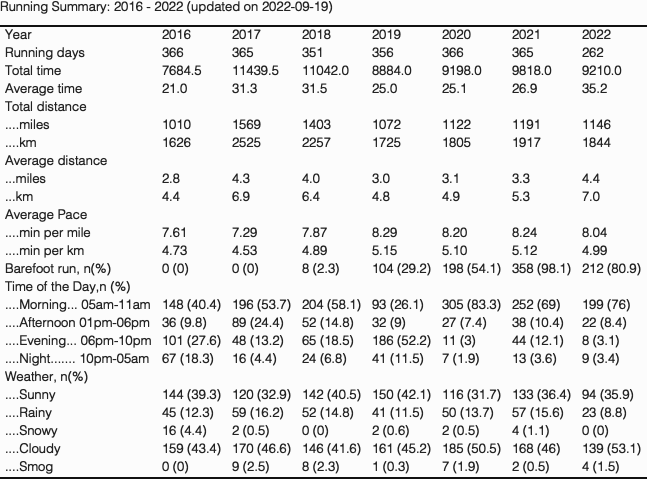 Running Summary: 2016 - 2022 (updated on 2022-09-19)
Year 2016 2017 2018 2019 2020 2021 2022
Running days 366 365 351 356 366 365 262
Total time 7684.5 11439.5 11042.0 8884.0 9198.0 9818.0 9210.0
Average time 21.0 31.3 31.5 25.0 25.1 26.9 35.2
Total distance
....miles 1010 1569 1403 1072 1122 1191 1146
....km 1626 2525 2257 1725 1805 1917 1844
Average distance
...miles 2.8 4.3 4.0 3.0 3.1 3.3 4.4
...km 4.4 6.9 6.4 4.8 4.9 5.3 7.0
Average Pace
....min per mile 7.61 7.29 7.87 8.29 8.20 8.24 8.04
....min per km 4.73 4.53 4.89 5.15 5.10 5.12 4.99
Barefoot run, n(%) 0 (0) 0 (0) 8 (2.3) 104 (29.2) 198 (54.1) 358 (98.1) 212 (80.9)
Time of the Day,n (%)
....Morning... 05am-11am 148 (40.4) 196 (53.7) 204 (58.1) 93 (26.1) 305 (83.3) 252 (69) 199 (76)
....Afternoon 01pm-06pm 36 (9.8) 89 (24.4) 52 (14.8) 32 (9) 27 (7.4) 38 (10.4) 22 (8.4)
....Evening... 06pm-10pm 101 (27.6) 48 (13.2) 65 (18.5) 186 (52.2) 11 (3) 44 (12.1) 8 (3.1)
....Night....... 10pm-05am 67 (18.3) 16 (4.4) 24 (6.8) 41 (11.5) 7 (1.9) 13 (3.6) 9 (3.4)
Weather, n(%)
....Sunny 144 (39.3) 120 (32.9) 142 (40.5) 150 (42.1) 116 (31.7) 133 (36.4) 94 (35.9)
....Rainy 45 (12.3) 59 (16.2) 52 (14.8) 41 (11.5) 50 (13.7) 57 (15.6) 23 (8.8)
....Snowy 16 (4.4) 2 (0.5) 0 (0) 2 (0.6) 2 (0.5) 4 (1.1) 0 (0)
....Cloudy 159 (43.4) 170 (46.6) 146 (41.6) 161 (45.2) 185 (50.5) 168 (46) 139 (53.1)
....Smog 0 (0) 9 (2.5) 8 (2.3) 1 (0.3) 7 (1.9) 2 (0.5) 4 (1.5)